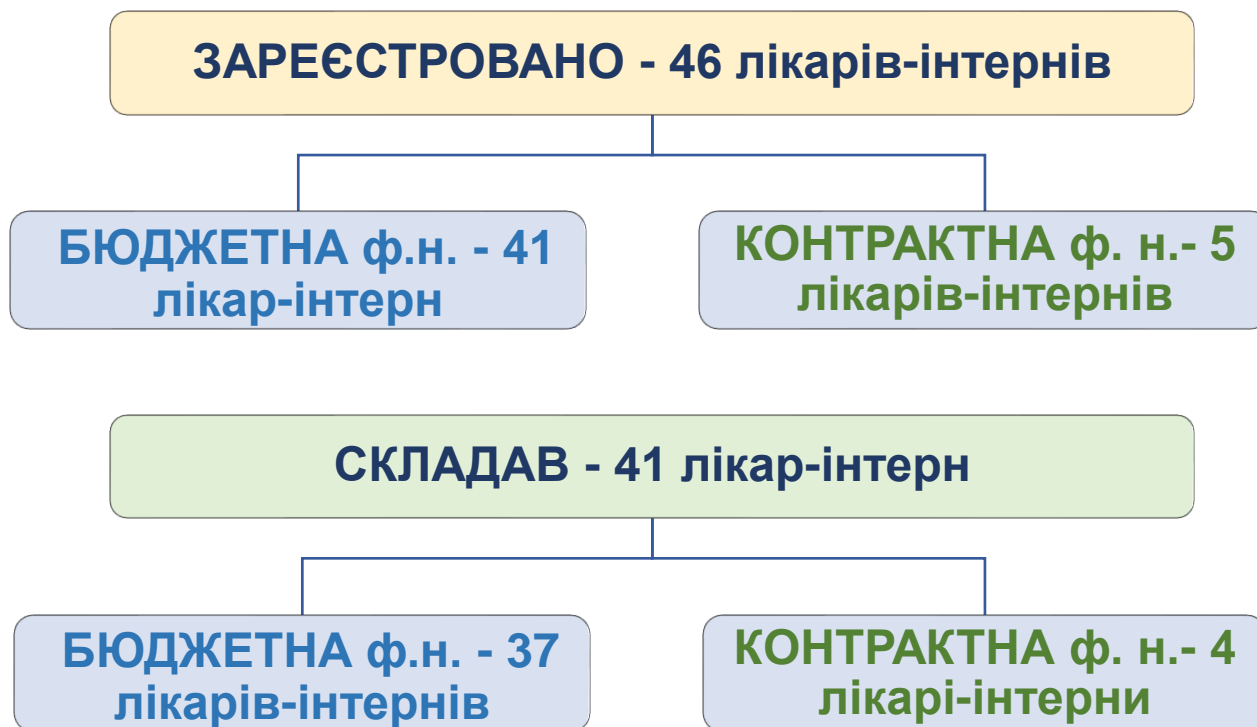 ЗАРЕЄСТРОВАНО - 46 лікарів-інтернів
БЮДЖЕТНА ф.н. - 41
лікар-інтерн
КОНТРАКТНА ф. н.- 5
лікарів-інтернів
СКЛАДАВ - 41 лікар-інтерн
БЮДЖЕТНА ф.н. - 37
лікарів-інтернів
КОНТРАКТНА ф. н.- 4
лікарі-інтерни